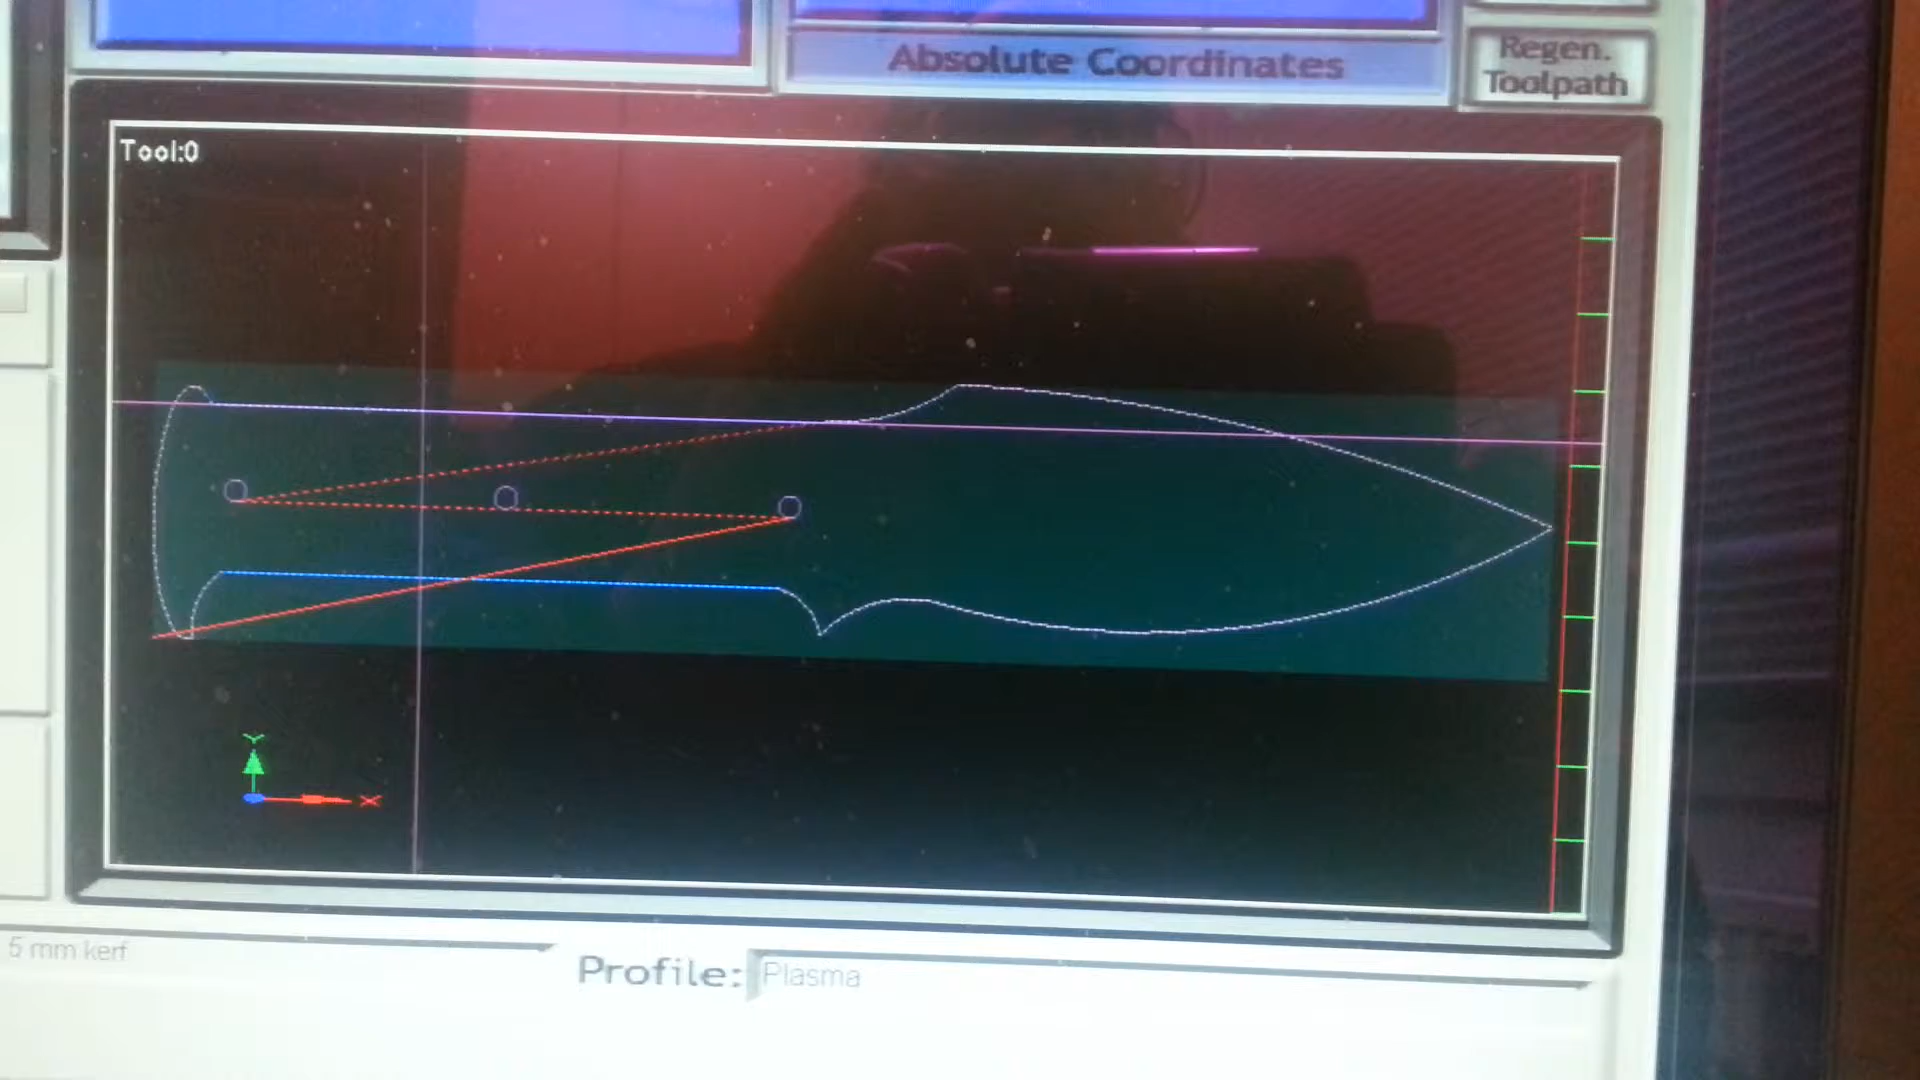 Absolute Coordinates
Regen.
Toolpath
Tool:0
Y
X
5 mm kerf
Profile: Plasma